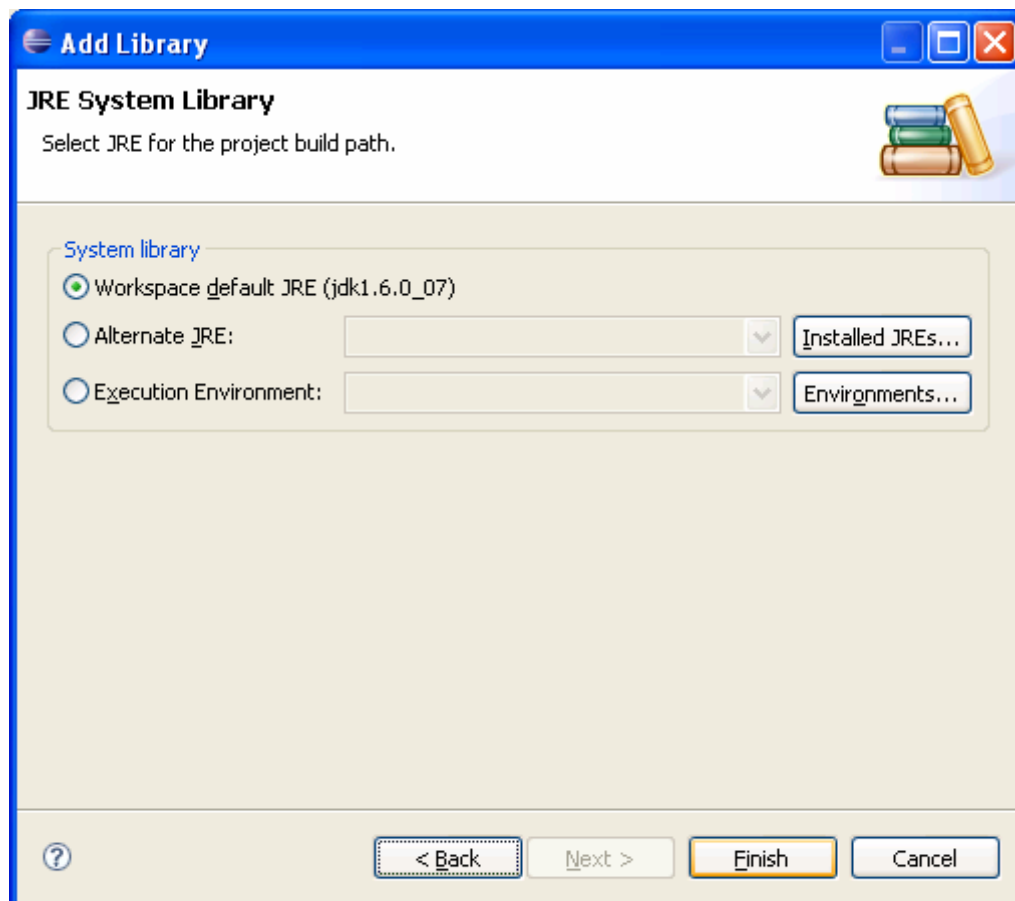 Add Library
JRE System Library
Select JRE for the project build path.
System library
Workspace default JRE (jdk1.6.0_07)
Alternate JRE: Installed JREs...
Execution Environment: Environments...
? < Back Next > Finish Cancel